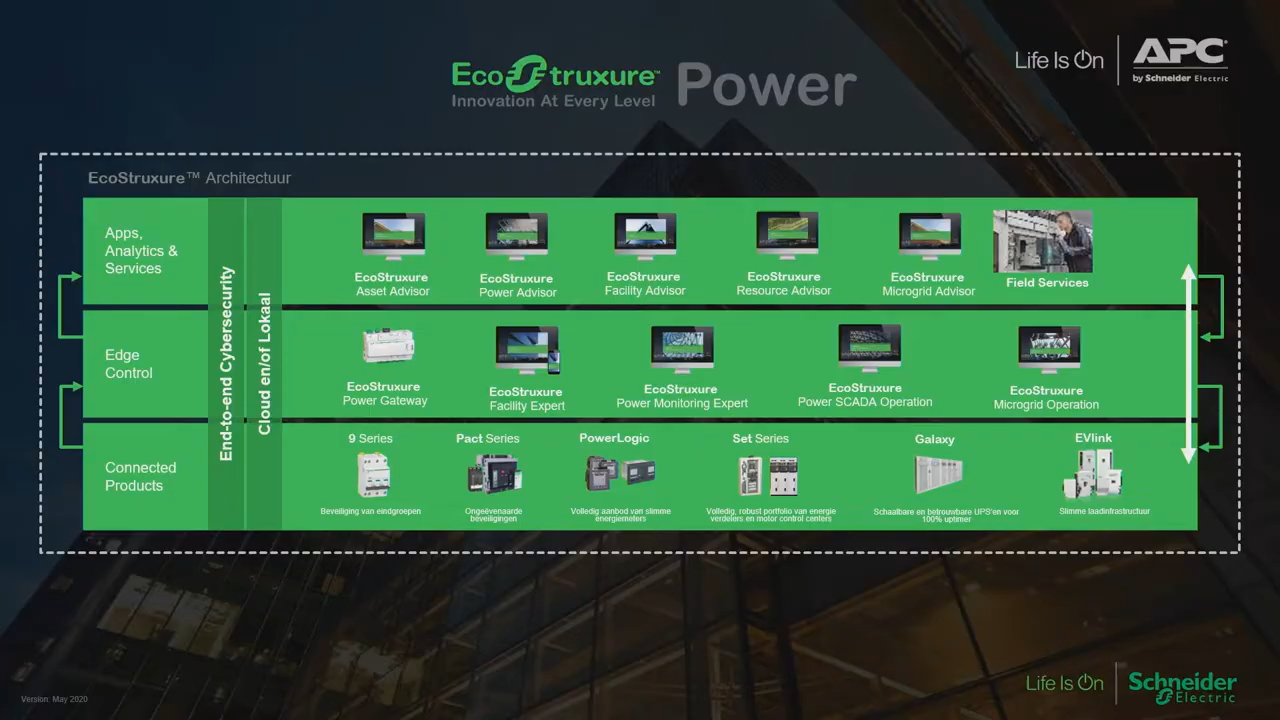 Life Is On
APC
by Schneider Electric
EcoStruxure™ Power
Innovation At Every Level
EcoStruxure™ Architectuur
Apps,
Analytics &
Services
End-to-end Cybersecurity
Cloud en/of Lokaal
EcoStruxure
Asset Advisor
EcoStruxure
Power Advisor
EcoStruxure
Facility Advisor
EcoStruxure
Resource Advisor
EcoStruxure
Microgrid Advisor
Field Services
Edge
Control
EcoStruxure
Power Gateway
EcoStruxure
Facility Expert
EcoStruxure
Power Monitoring Expert
EcoStruxure
Power SCADA Operation
EcoStruxure
Microgrid Operation
Connected
Products
9 Series
Beveiliging van eindgroepen
Pact Series
Ongeëvenaarde
beveiligingen
PowerLogic
Volledig aanbod van slimme
energiemeters
Set Series
Volledig, robust portfolio van energie
verdelers en motor control centers
Galaxy
Schaalbare en betrouwbare UPS'en voor
100% uptimer
EVlink
Slimme laadinfrastructuur
Version: May 2020
Life Is On
Schneider
Electric